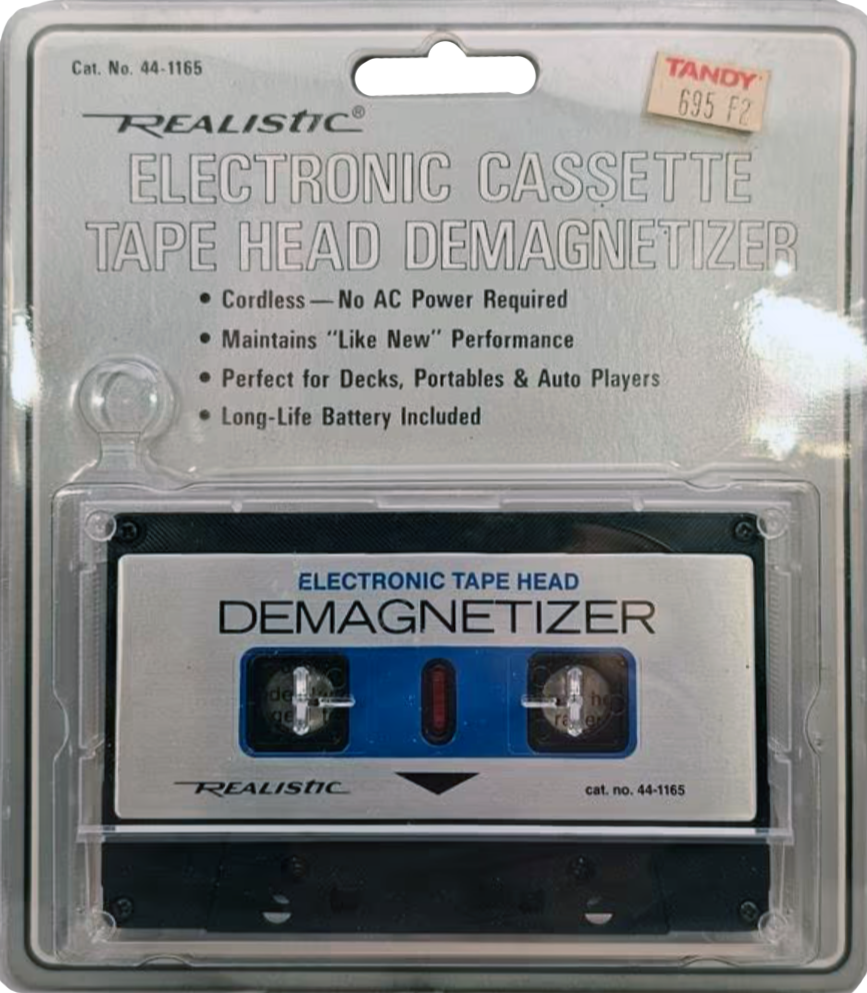 Cat. No. 44-1165
TANDY
695 F2
REALISTIC®
ELECTRONIC CASSETTE
TAPE HEAD DEMAGNETIZER
• Cordless — No AC Power Required
• Maintains “Like New” Performance
• Perfect for Decks, Portables & Auto Players
• Long-Life Battery Included
ELECTRONIC TAPE HEAD
DEMAGNETIZER
REALISTIC
cat. no. 44-1165